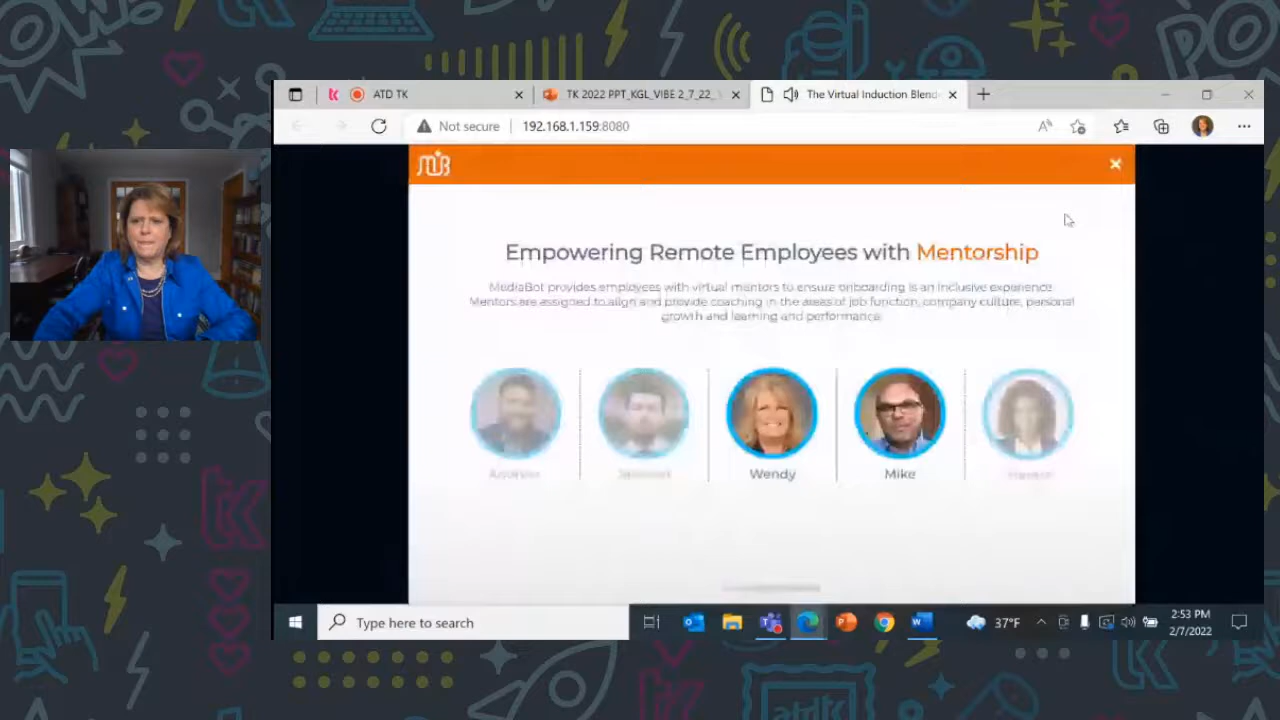 ATD TK
TK 2022 PPT_KGL_VIBE 2_7_22_
The Virtual Induction Blend
Not secure
192.168.1.159:8080
Empowering Remote Employees with Mentorship
MediaBot provides employees with virtual mentors to ensure onboarding is an inclusive experience.
Mentors are assigned to align and provide coaching in the areas of job function, company culture, personal
growth and learning and performance.
Wendy
Mike
Type here to search
37°F
2:53 PM
2/7/2022